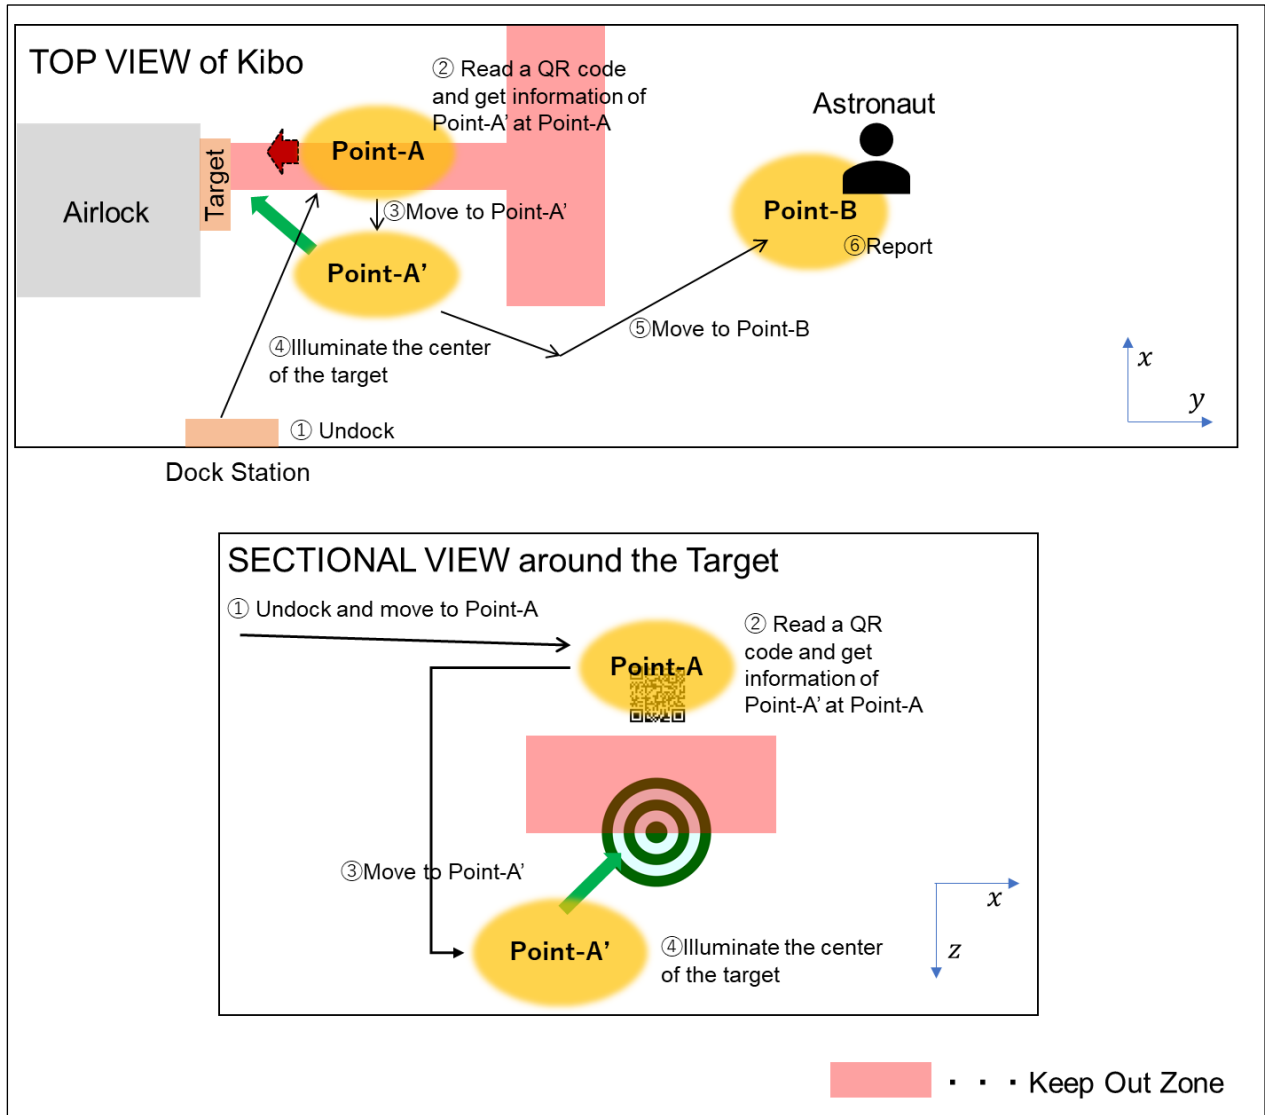 TOP VIEW of Kibo
② Read a QR code
and get information of
Point-A’ at Point-A
Astronaut
Point-A
Target
Airlock
③Move to Point-A’
Point-B
⑥Report
Point-A’
④Illuminate the center
of the target
⑤Move to Point-B
x
y
① Undock
Dock Station
SECTIONAL VIEW around the Target
① Undock and move to Point-A
② Read a QR
code and get
information of
Point-A’ at Point-A
Point-A
③Move to Point-A’
x
z
Point-A’
④Illuminate the center
of the target
・・・Keep Out Zone